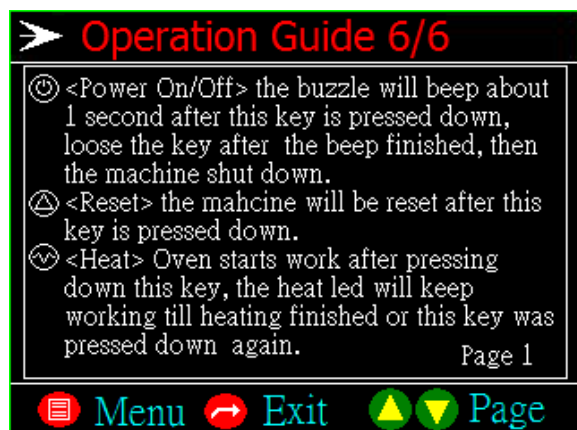 Operation Guide 6/6
<Power On/Off> the buzzle will beep about
1 second after this key is pressed down,
loose the key after the beep finished, then
the machine shut down.
<Reset> the mahcine will be reset after this
key is pressed down.
<Heat> Oven starts work after pressing
down this key, the heat led will keep
working till heating finished or this key was
pressed down again.
Page 1
Menu Exit Page